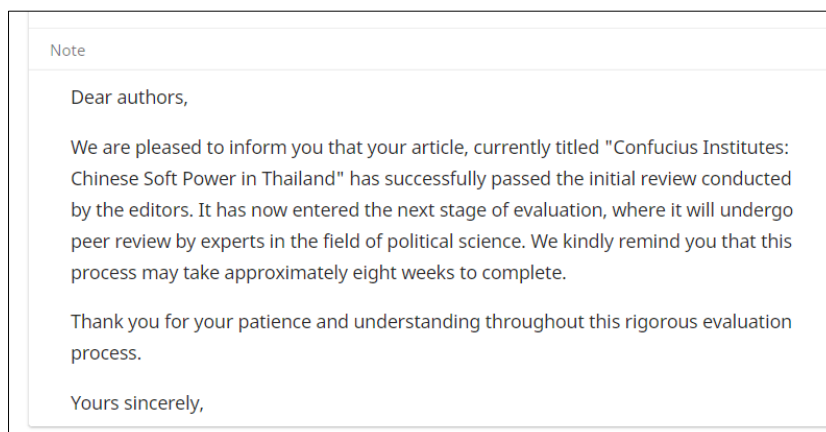 Note
Dear authors,
We are pleased to inform you that your article, currently titled "Confucius Institutes:
Chinese Soft Power in Thailand" has successfully passed the initial review conducted
by the editors. It has now entered the next stage of evaluation, where it will undergo
peer review by experts in the field of political science. We kindly remind you that this
process may take approximately eight weeks to complete.
Thank you for your patience and understanding throughout this rigorous evaluation
process.
Yours sincerely,